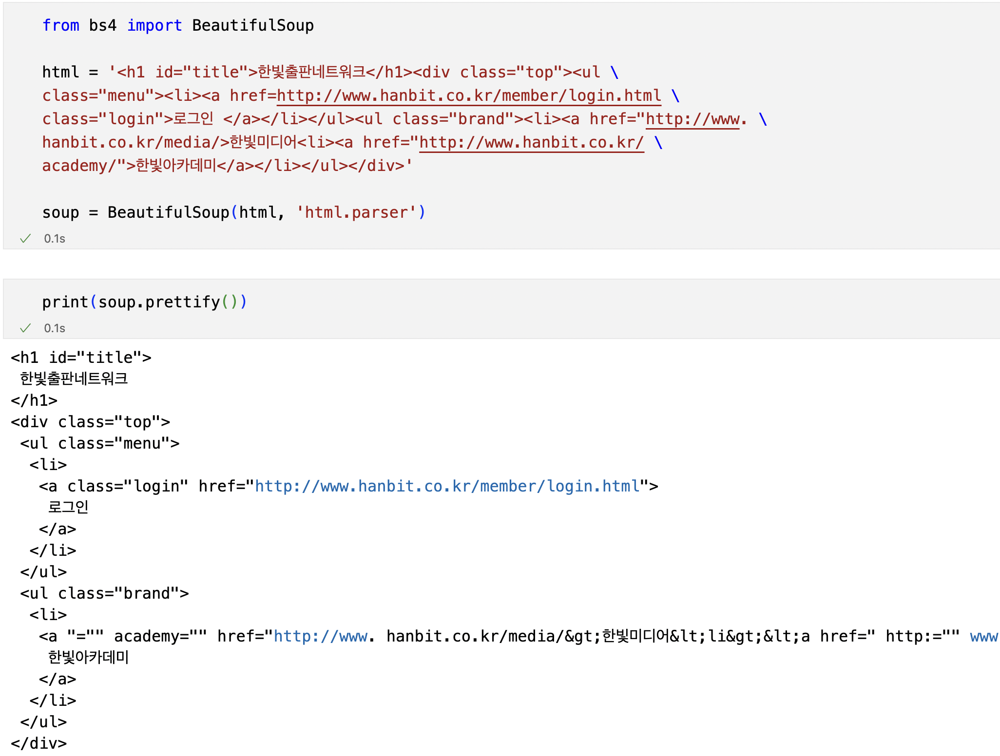 from bs4 import BeautifulSoup
html = '<h1 id="title">한빛출판네트워크</h1><div class="top"><ul \
class="menu"><li><a href=http://www.hanbit.co.kr/member/login.html \
class="login">로그인 </a></li></ul><ul class="brand"><li><a href="http://www. \
hanbit.co.kr/media/>한빛미디어<li><a href="http://www.hanbit.co.kr/ \
academy/">한빛아카데미</a></li></ul></div>'
soup = BeautifulSoup(html, 'html.parser')
✓ 0.1s
print(soup.prettify())
✓ 0.1s
<h1 id="title">
 한빛출판네트워크
</h1>
<div class="top">
 <ul class="menu">
  <li>
   <a class="login" href="http://www.hanbit.co.kr/member/login.html">
    로그인
   </a>
  </li>
 </ul>
 <ul class="brand">
  <li>
   <a "="" academy="" href="http://www. hanbit.co.kr/media/&gt;한빛미디어&lt;li&gt;&lt;a href=" http:="" www
    한빛아카데미
   </a>
  </li>
 </ul>
</div>